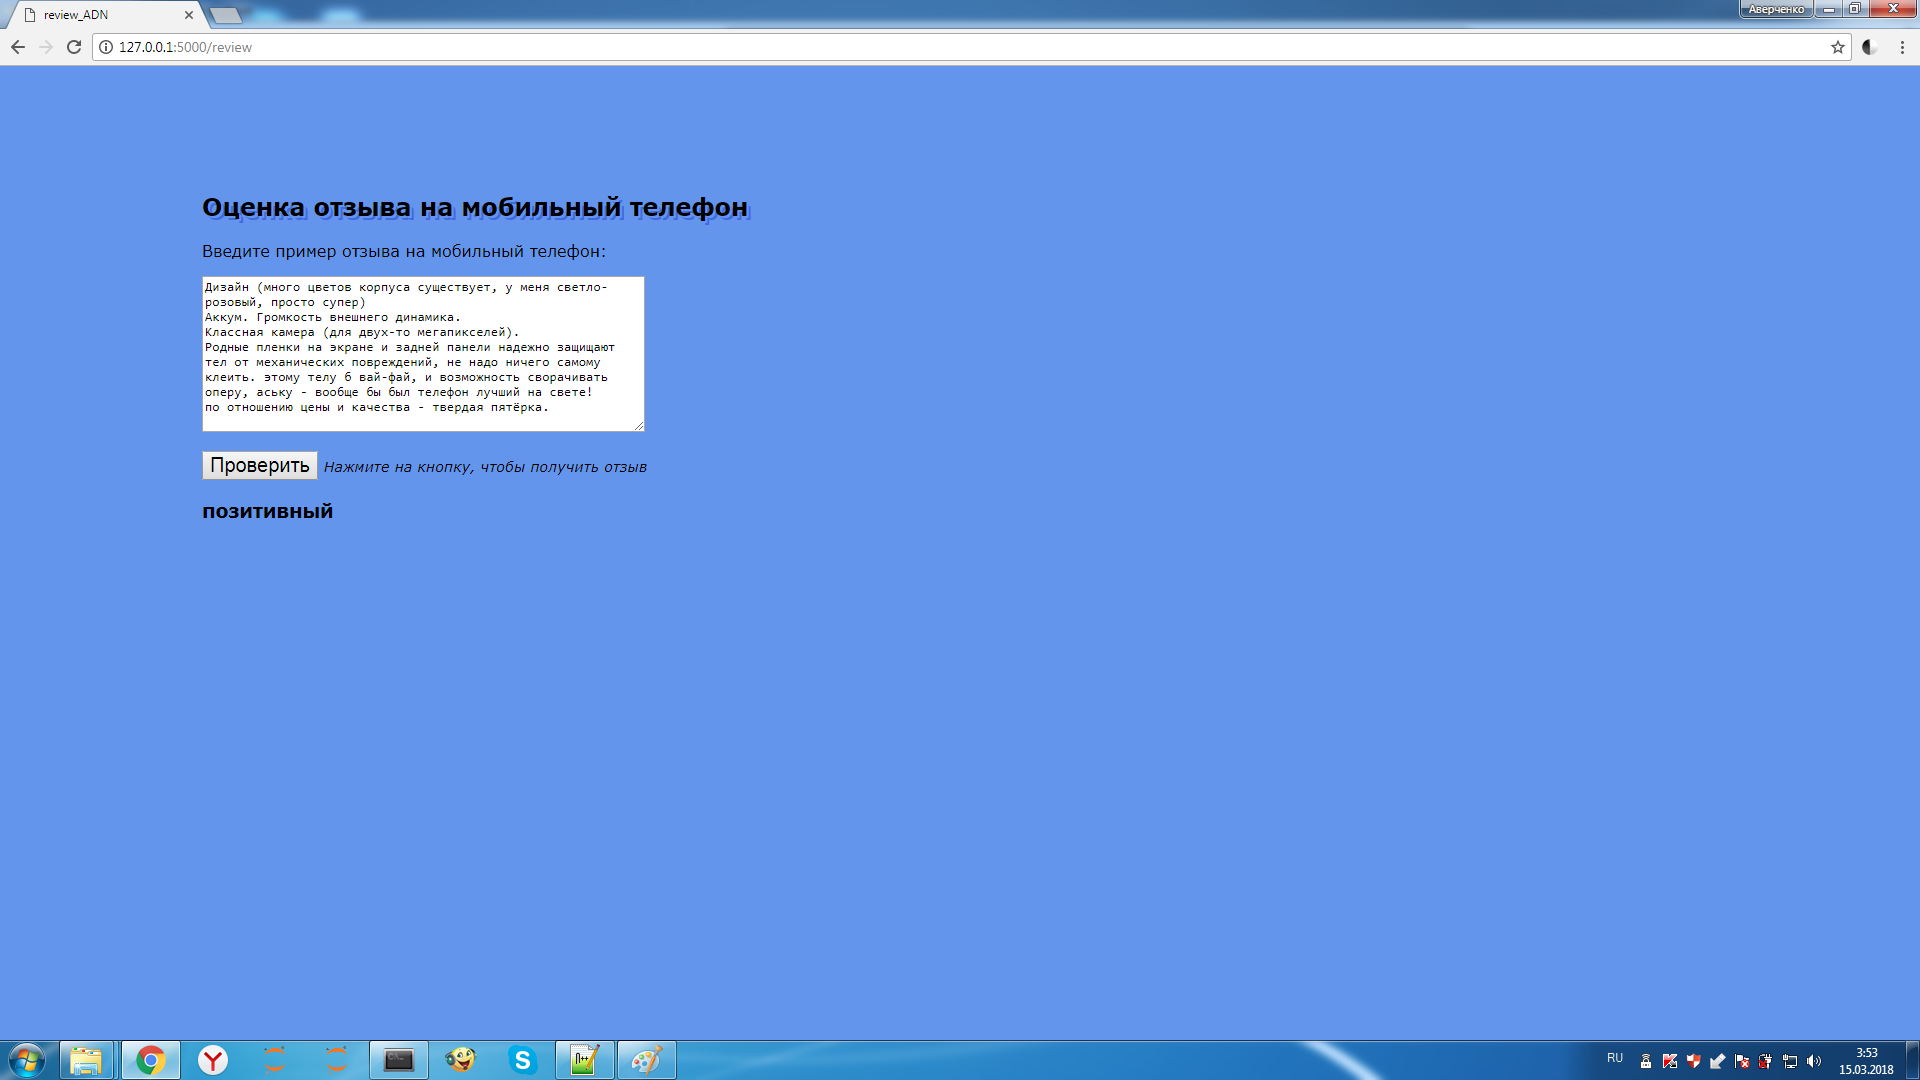 review_ADN
Аверченко
127.0.0.1:5000/review
Оценка отзыва на мобильный телефон
Введите пример отзыва на мобильный телефон:
Дизайн (много цветов корпуса существует, у меня светло-
розовый, просто супер)
Аккум. Громкость внешнего динамика.
Классная камера (для двух-то мегапикселей).
Родные пленки на экране и задней панели надежно защищают
тел от механических повреждений, не надо ничего самому
клеить. этому телу б вай-фай, и возможность сворачивать
оперу, аську - вообще бы был телефон лучший на свете!
по отношению цены и качества - твердая пятёрка.
Проверить Нажмите на кнопку, чтобы получить отзыв
позитивный
RU
3:53
15.03.2018